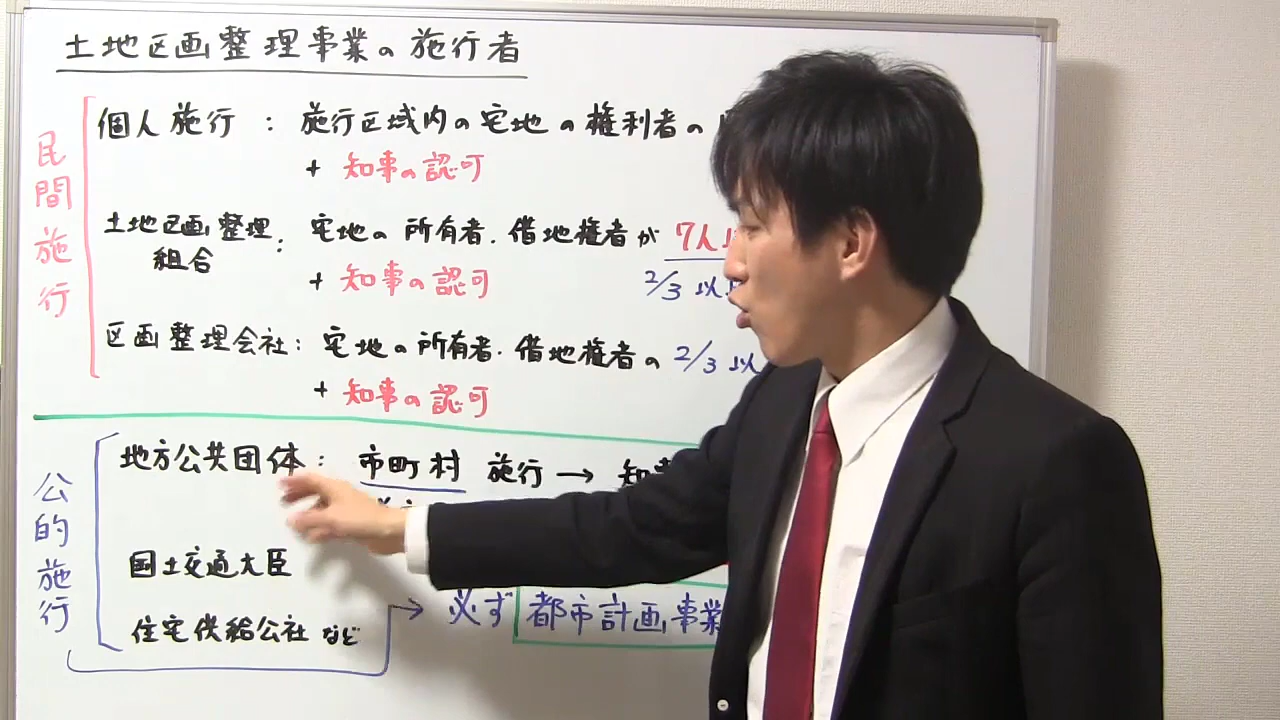 土地区画整理事業の施行者
民間施行
個人施行 : 施行区域内の宅地の権利者の
+ 知事の認可
土地区画整理組合 : 宅地の所有者・借地権者が 7人以
+ 知事の認可 2/3 以上
区画整理会社 : 宅地の所有者・借地権者の 2/3 以
+ 知事の認可
公的施行
地方公共団体 : 市町村 施行 → 知事
国土交通大臣
住宅供給公社 など
→ 必ず 都市計画事業